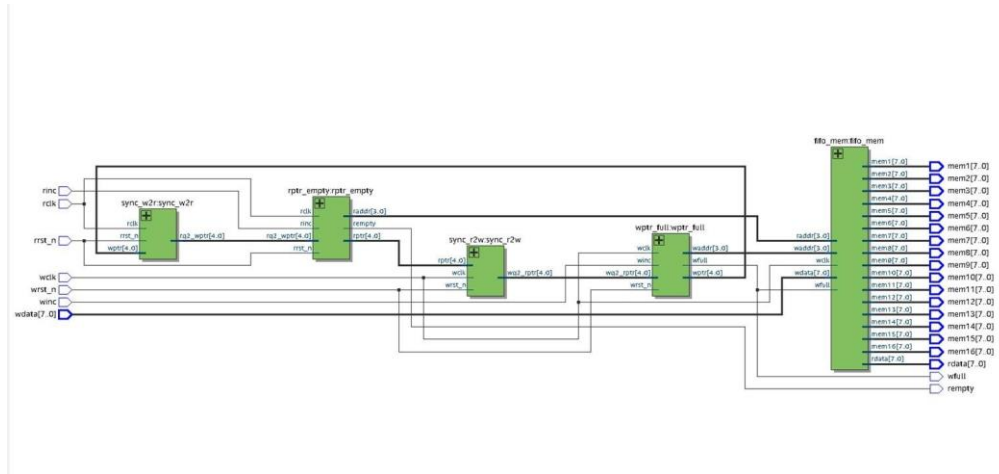 rinc
rclk
rrst_n
wclk
wrst_n
winc
wdata[7..0]
sync_w2r:sync_w2r
rclk
rrst_n
wptr[4..0]
rq2_wptr[4..0]
rptr_empty:rptr_empty
rclk
rinc
rq2_wptr[4..0]
rrst_n
raddr[3..0]
rempty
rptr[4..0]
sync_r2w:sync_r2w
rptr[4..0]
wclk
wrst_n
wq2_rptr[4..0]
wptr_full:wptr_full
wclk
winc
wq2_rptr[4..0]
wrst_n
waddr[3..0]
wfull
wptr[4..0]
fifo_mem:fifo_mem
raddr[3..0]
waddr[3..0]
wclk
wdata[7..0]
wfull
mem1[7..0]
mem2[7..0]
mem3[7..0]
mem4[7..0]
mem5[7..0]
mem6[7..0]
mem7[7..0]
mem8[7..0]
mem9[7..0]
mem10[7..0]
mem11[7..0]
mem12[7..0]
mem13[7..0]
mem14[7..0]
mem15[7..0]
mem16[7..0]
rdata[7..0]
mem1[7..0]
mem2[7..0]
mem3[7..0]
mem4[7..0]
mem5[7..0]
mem6[7..0]
mem7[7..0]
mem8[7..0]
mem9[7..0]
mem10[7..0]
mem11[7..0]
mem12[7..0]
mem13[7..0]
mem14[7..0]
mem15[7..0]
mem16[7..0]
rdata[7..0]
wfull
rempty